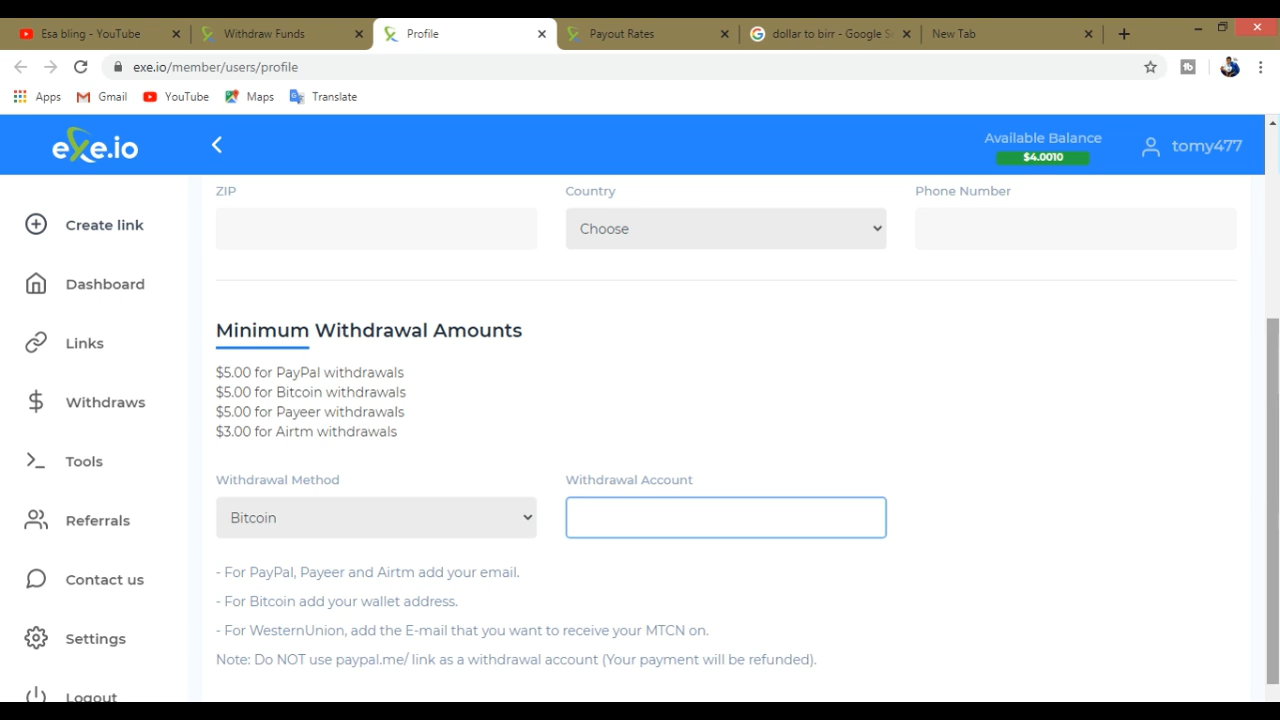 Esa bling - YouTube
Withdraw Funds
Profile
Payout Rates
dollar to birr - Google S
New Tab
exe.io/member/users/profile
Apps
Gmail
YouTube
Maps
Translate
exe.io
Available Balance
$4.0010
tomy477
Create link
Dashboard
Links
Withdraws
Tools
Referrals
Contact us
Settings
Logout
ZIP
Country
Phone Number
Choose
Minimum Withdrawal Amounts
$5.00 for PayPal withdrawals
$5.00 for Bitcoin withdrawals
$5.00 for Payeer withdrawals
$3.00 for Airtm withdrawals
Withdrawal Method
Withdrawal Account
Bitcoin
- For PayPal, Payeer and Airtm add your email.
- For Bitcoin add your wallet address.
- For WesternUnion, add the E-mail that you want to receive your MTCN on.
Note: Do NOT use paypal.me/ link as a withdrawal account (Your payment will be refunded).